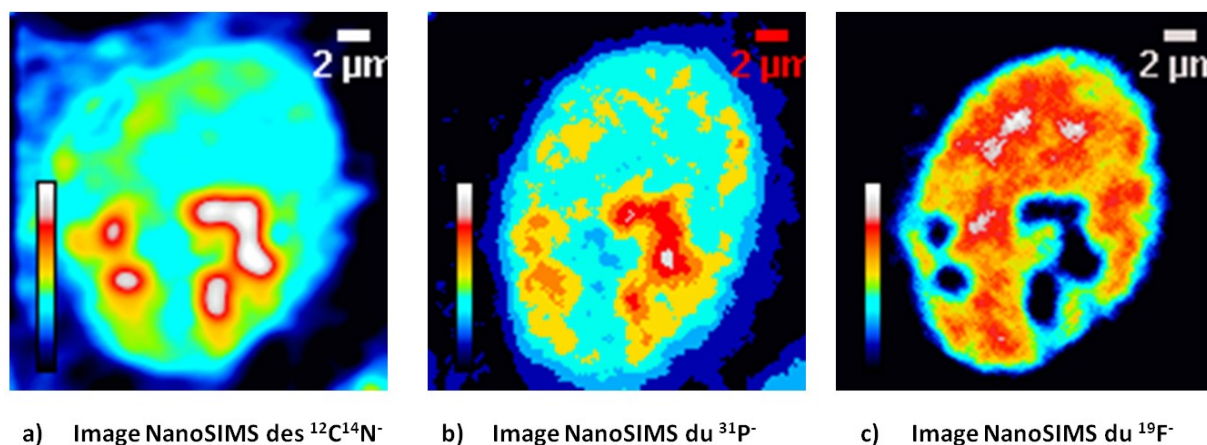 2 μm
2 μm
2 μm
a) Image NanoSIMS des ¹²C¹⁴N⁻
b) Image NanoSIMS du ³¹P⁻
c) Image NanoSIMS du ¹⁹F⁻